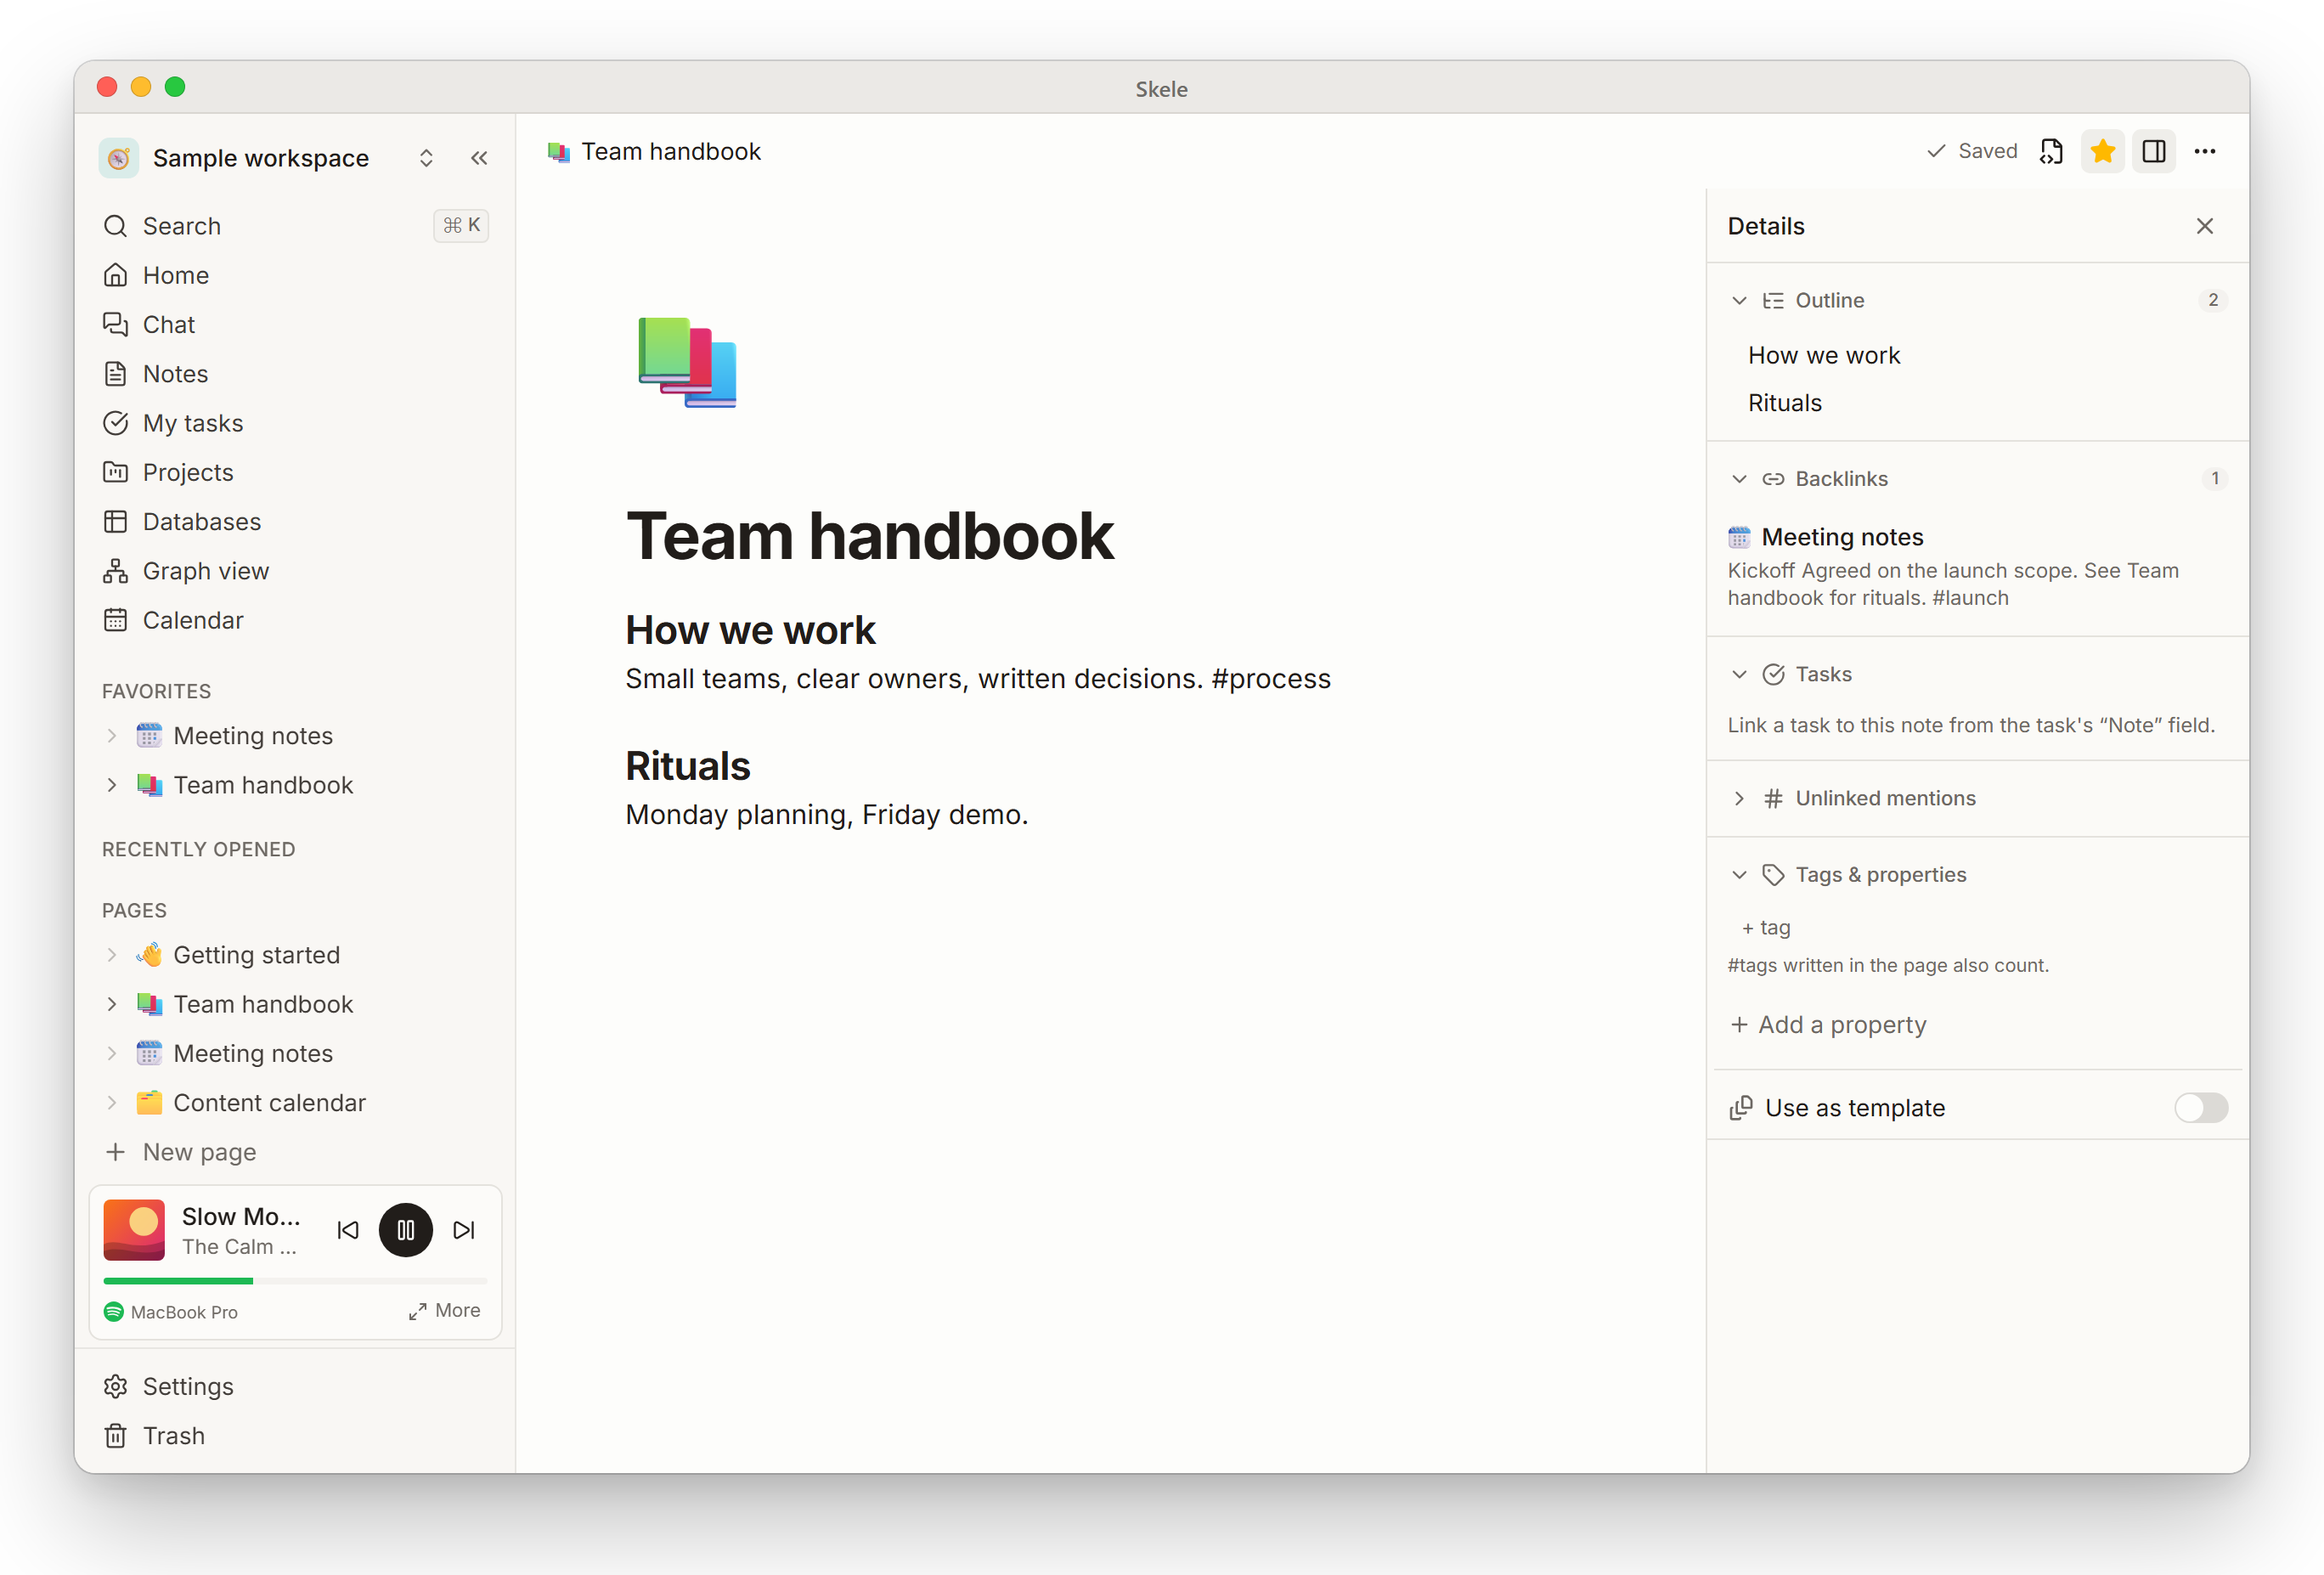 Skele
Sample workspace
Search
⌘ K
Home
Chat
Notes
My tasks
Projects
Databases
Graph view
Calendar
FAVORITES
Meeting notes
Team handbook
RECENTLY OPENED
PAGES
Getting started
Team handbook
Meeting notes
Content calendar
New page
Slow Mo...
The Calm ...
MacBook Pro
More
Settings
Trash
Team handbook
Saved
Team handbook
How we work
Small teams, clear owners, written decisions. #process
Rituals
Monday planning, Friday demo.
Details
Outline
2
How we work
Rituals
Backlinks
1
Meeting notes
Kickoff Agreed on the launch scope. See Team
handbook for rituals. #launch
Tasks
Link a task to this note from the task's “Note” field.
Unlinked mentions
Tags & properties
+ tag
#tags written in the page also count.
+ Add a property
Use as template